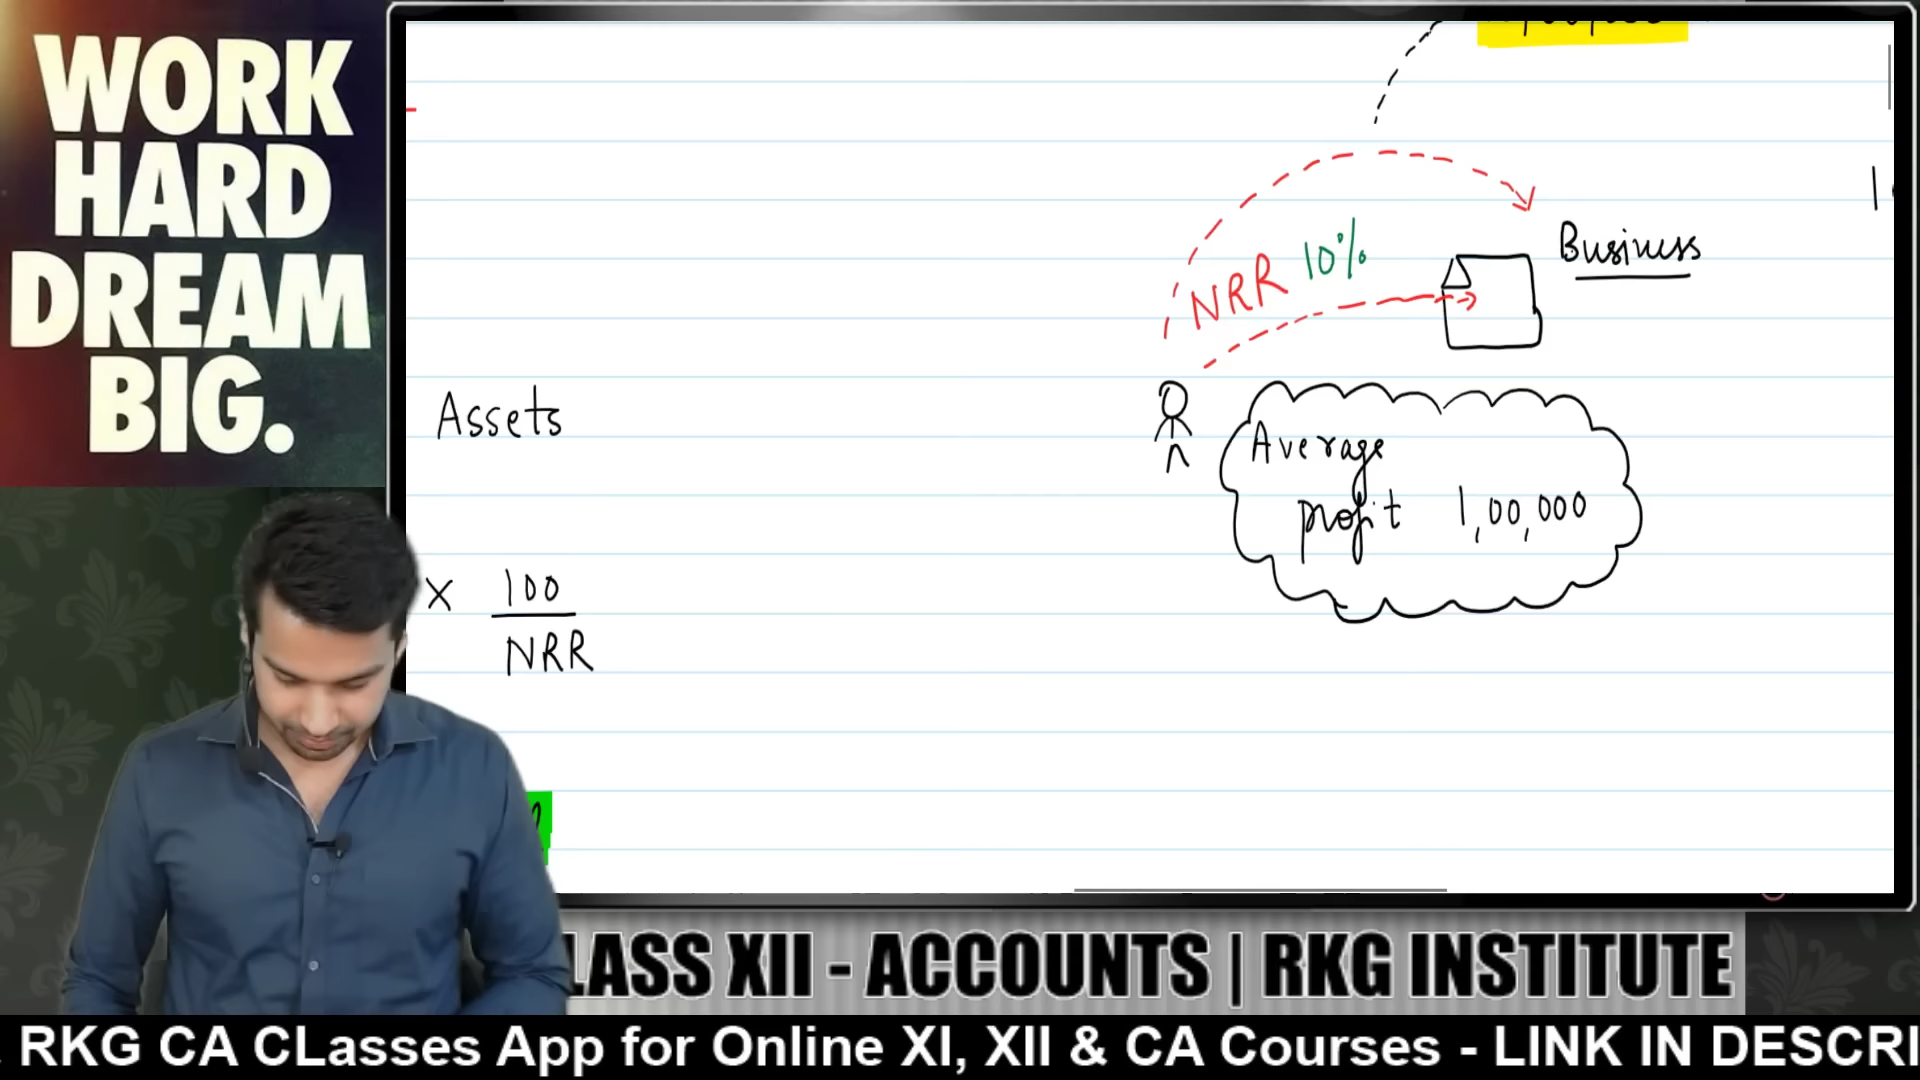 WORK
HARD
DREAM
BIG.
Business
NRR 10%
Assets
Average
profit 1,00,000
× 100
NRR
LASS XII - ACCOUNTS | RKG INSTITUTE
RKG CA CLasses App for Online XI, XII & CA Courses - LINK IN DESCRI